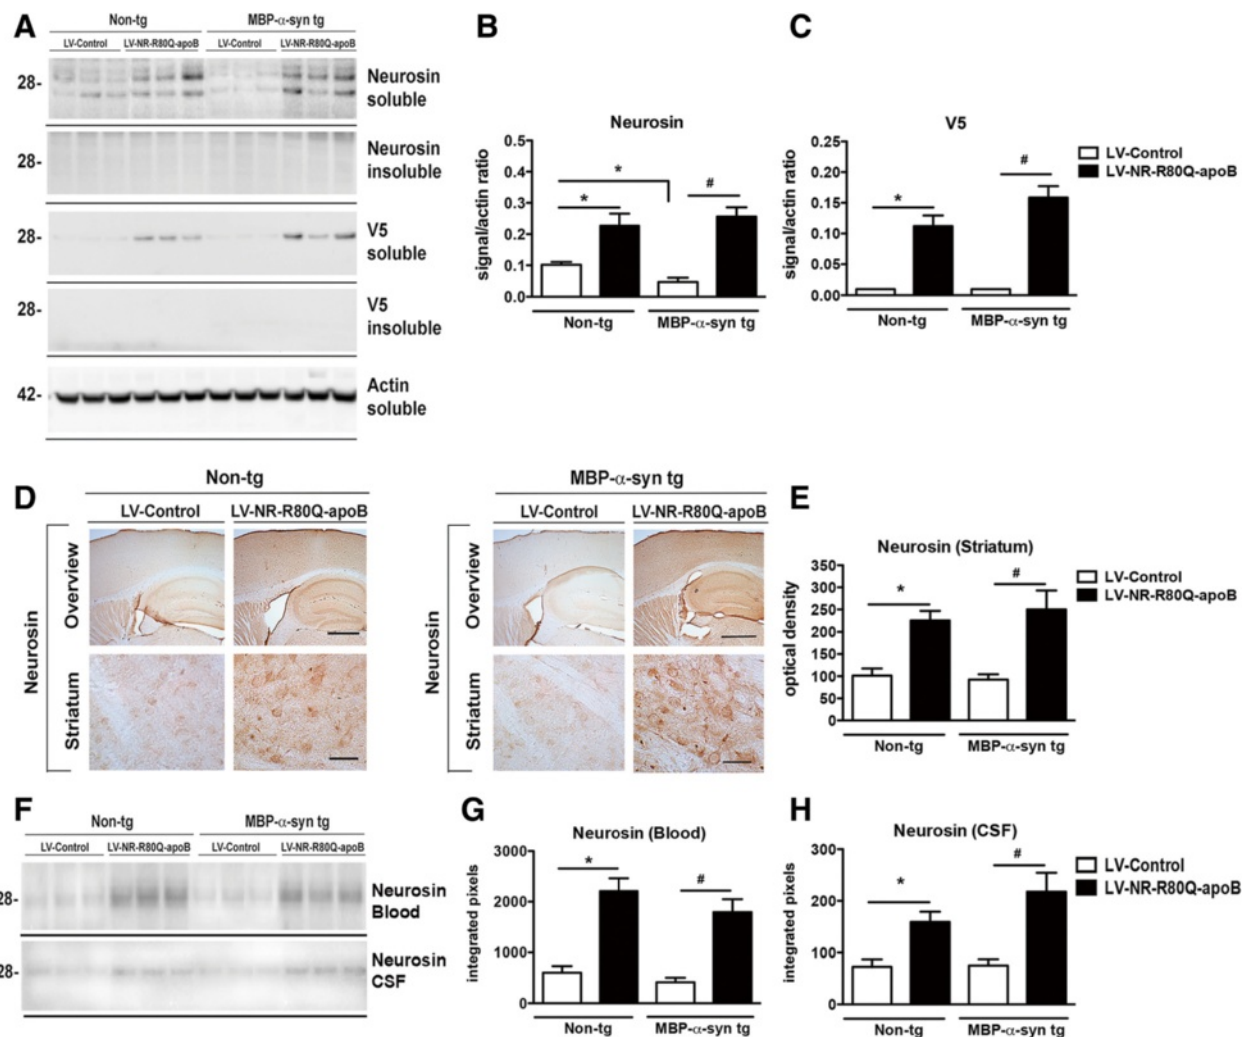 A
Non-tg MBP-α-syn tg
LV-Control LV-NR-R80Q-apoB LV-Control LV-NR-R80Q-apoB
28- Neurosin
soluble
28- Neurosin
insoluble
28- V5
soluble
28- V5
insoluble
42- Actin
soluble
B
Neurosin
signal/actin ratio
0.5
0.4
0.3
0.2
0.1
0.0
* * #
Non-tg MBP-α-syn tg
C
V5
signal/actin ratio
0.25
0.20
0.15
0.10
0.05
0.00
* #
Non-tg MBP-α-syn tg
LV-Control
LV-NR-R80Q-apoB
D
Non-tg MBP-α-syn tg
LV-Control LV-NR-R80Q-apoB LV-Control LV-NR-R80Q-apoB
Neurosin
Overview
Striatum
Neurosin
Overview
Striatum
E
Neurosin (Striatum)
optical density
350
300
250
200
150
100
50
0
* #
Non-tg MBP-α-syn tg
LV-Control
LV-NR-R80Q-apoB
F
Non-tg MBP-α-syn tg
LV-Control LV-NR-R80Q-apoB LV-Control LV-NR-R80Q-apoB
28- Neurosin
Blood
28- Neurosin
CSF
G
Neurosin (Blood)
integrated pixels
3000
2000
1000
0
* #
Non-tg MBP-α-syn tg
H
Neurosin (CSF)
integrated pixels
300
200
100
0
* #
Non-tg MBP-α-syn tg
LV-Control
LV-NR-R80Q-apoB